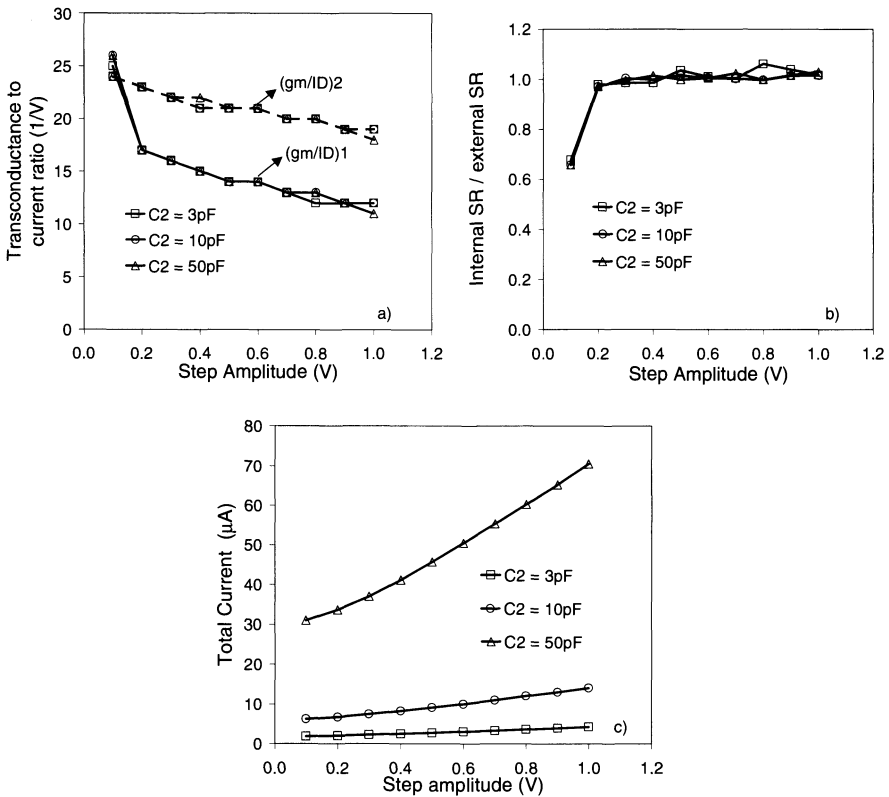 Transconductance to
current ratio (1/V)
30
25
20
15
10
5
0
(gm/ID)2
(gm/ID)1
C2 = 3pF
C2 = 10pF
C2 = 50pF
a)
0.0 0.2 0.4 0.6 0.8 1.0 1.2
Step Amplitude (V)
Internal SR / external SR
1.2
1.0
0.8
0.6
0.4
0.2
0.0
C2 = 3pF
C2 = 10pF
C2 = 50pF
b)
0.0 0.2 0.4 0.6 0.8 1.0 1.2
Step Amplitude (V)
Total Current (µA)
80
70
60
50
40
30
20
10
0
C2 = 3pF
C2 = 10pF
C2 = 50pF
c)
0.0 0.2 0.4 0.6 0.8 1.0 1.2
Step amplitude (V)